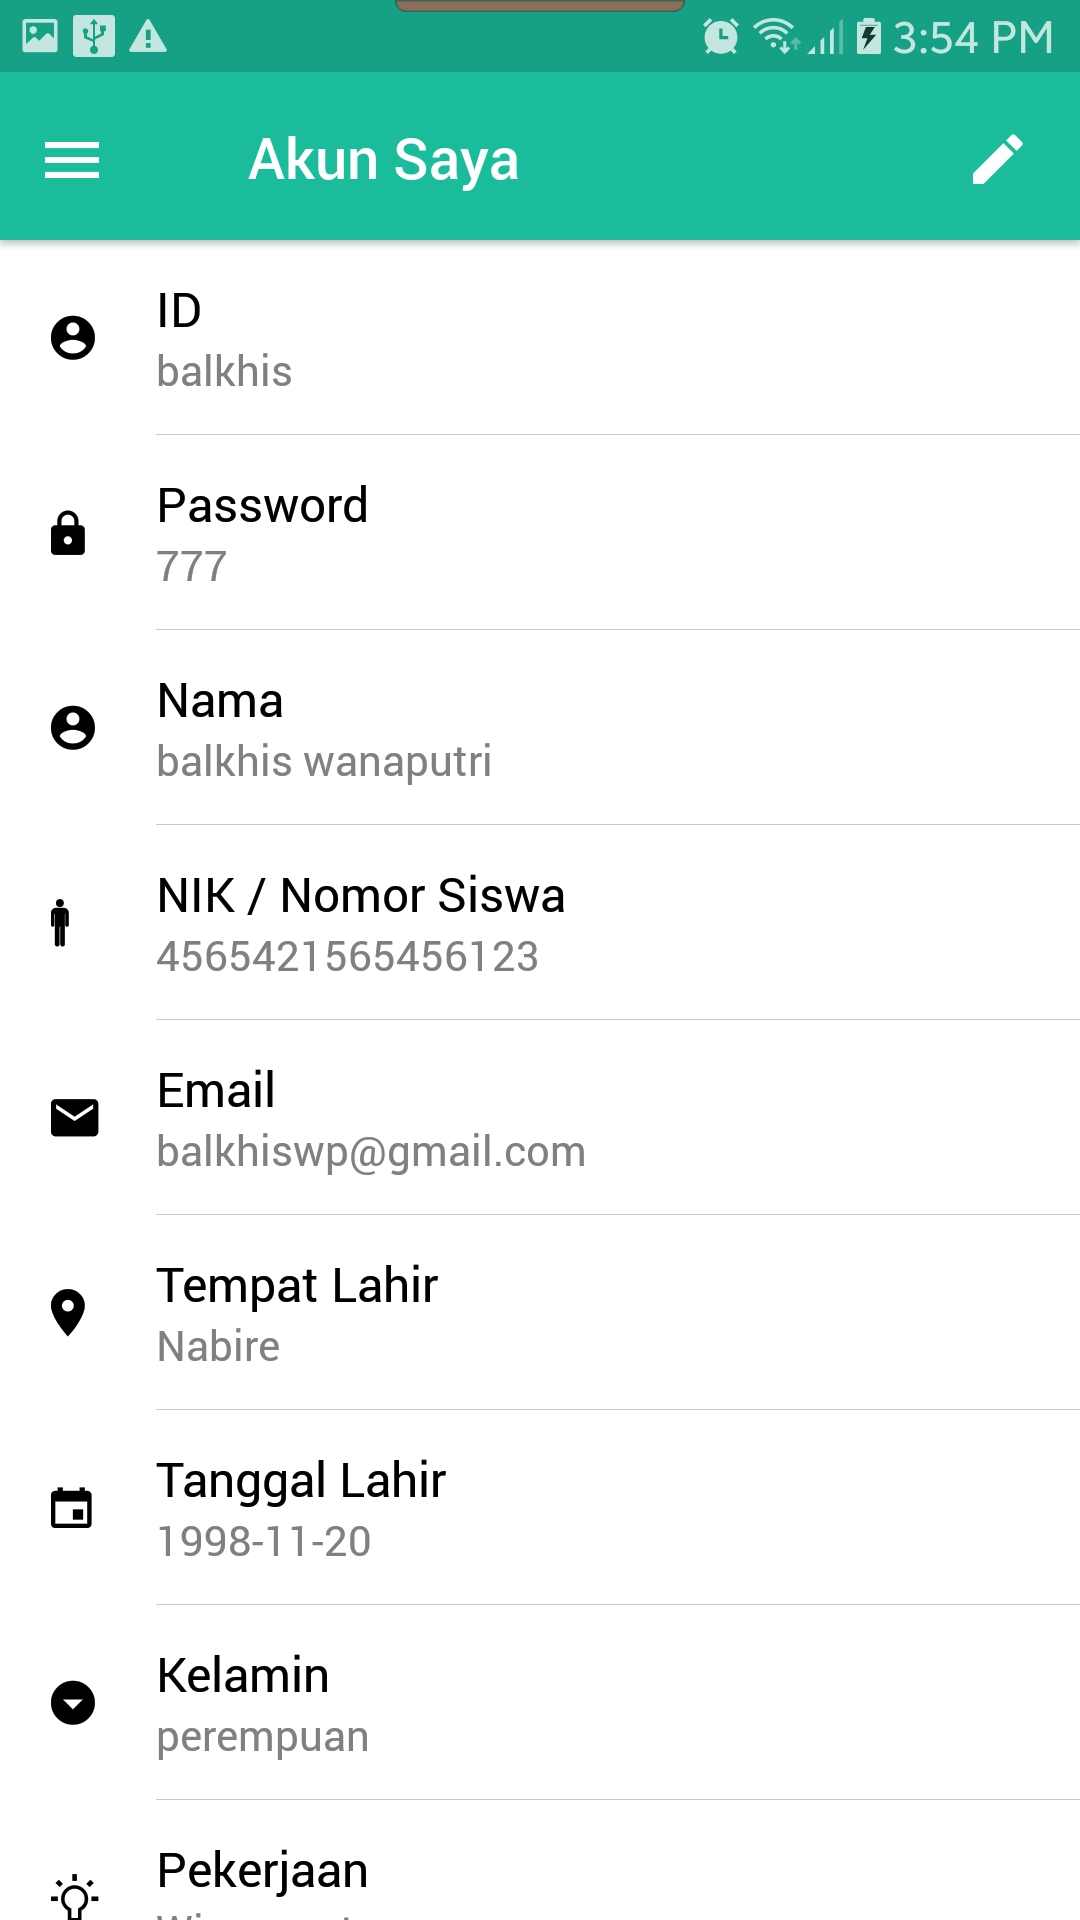 3:54 PM
Akun Saya
ID
balkhis
Password
777
Nama
balkhis wanaputri
NIK / Nomor Siswa
4565421565456123
Email
balkhiswp@gmail.com
Tempat Lahir
Nabire
Tanggal Lahir
1998-11-20
Kelamin
perempuan
Pekerjaan